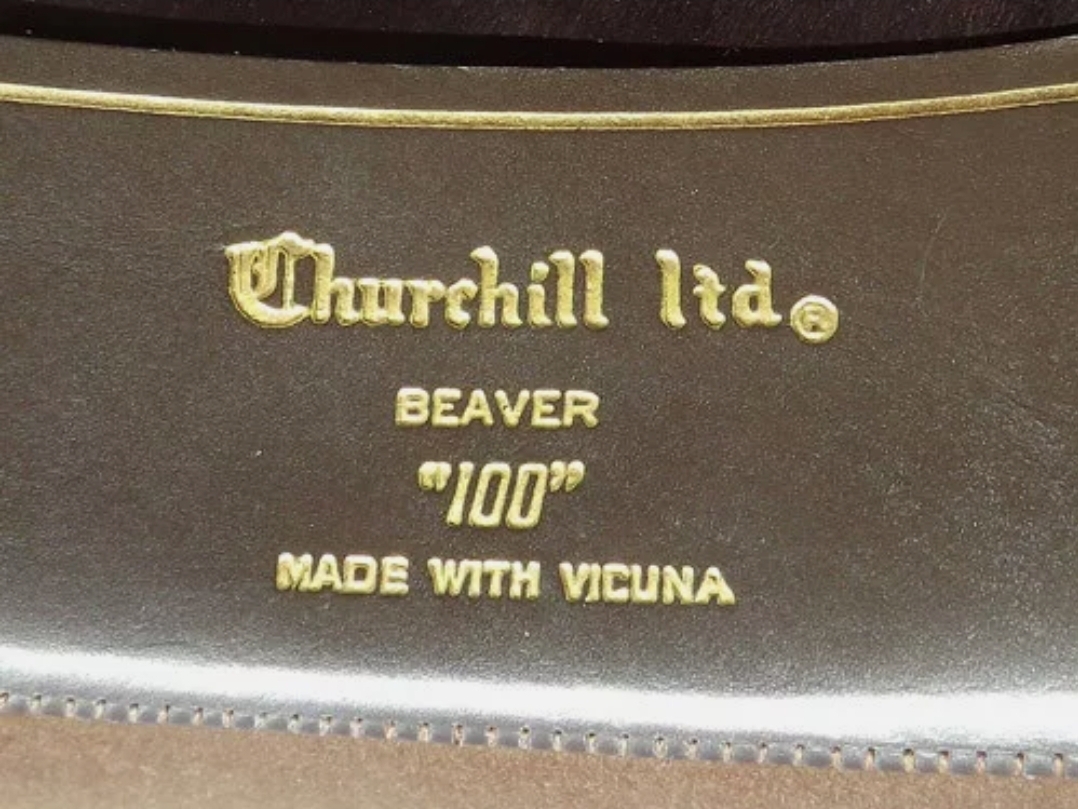 Churchill ltd.®
BEAVER
"100"
MADE WITH VICUNA